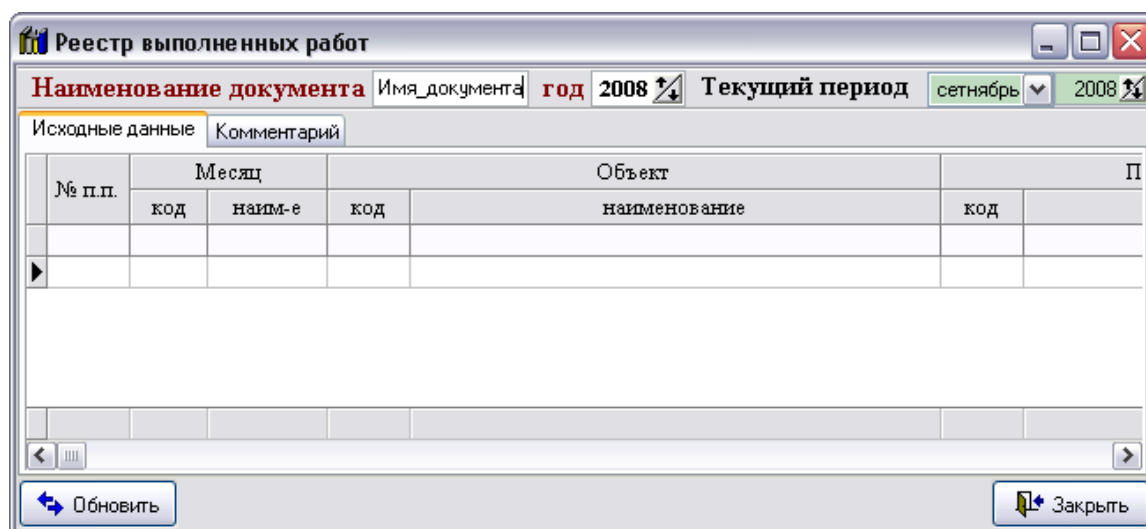 Реестр выполненных работ
Наименование документа Имя_документа год 2008 Текущий период сетнябрь 2008
Исходные данные Комментарий
№ п.п. Месяц Объект П
код наим-е код наименование код
Обновить Закрыть